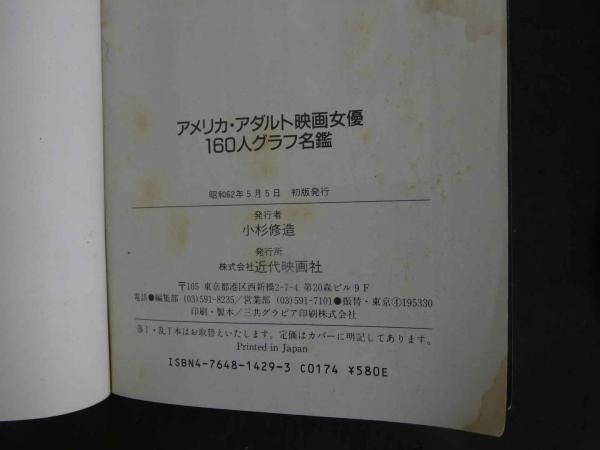 アメリカ・アダルト映画女優
160人グラフ名鑑
昭和62年5月5日 初版発行
発行者
小杉修造
発行所
株式会社近代映画社
〒105 東京都港区西新橋2-7-4 第20森ビル9F
電話●編集部 (03)591-8235／営業部 (03)591-7101●振替・東京④195330
印刷・製本／三共グラビア印刷株式会社
落丁・乱丁本はお取替えいたします。定価はカバーに明記してあります。
Printed in Japan
ISBN4-7648-1429-3 C0174 ¥580E